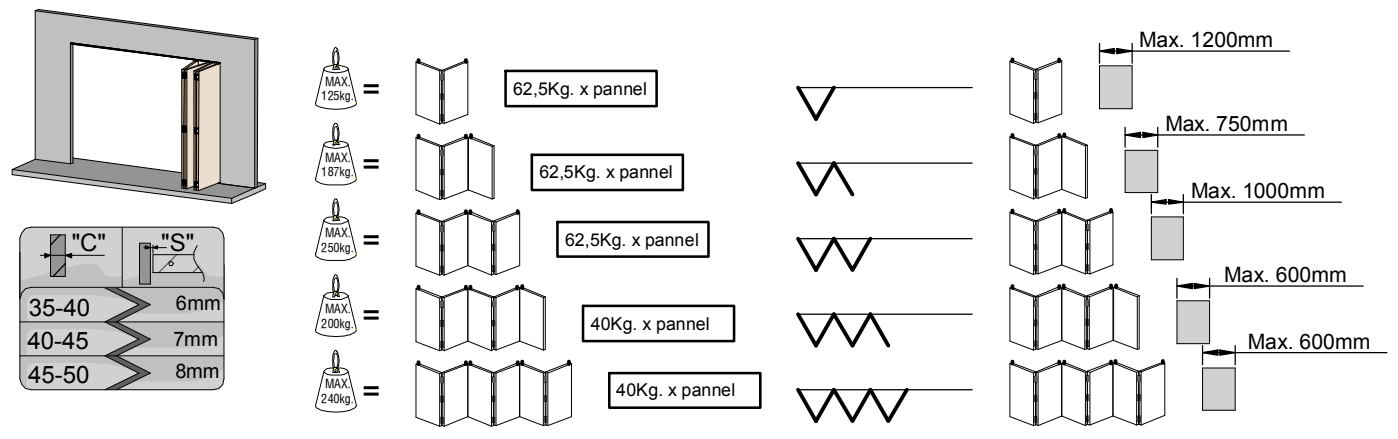 MAX.
125kg.
=
62,5Kg. x pannel
Max. 1200mm
MAX.
187kg.
=
62,5Kg. x pannel
Max. 750mm
MAX.
250kg.
=
62,5Kg. x pannel
Max. 1000mm
MAX.
200kg.
=
40Kg. x pannel
Max. 600mm
MAX.
240kg.
=
40Kg. x pannel
Max. 600mm
"C" "S"
35-40 6mm
40-45 7mm
45-50 8mm